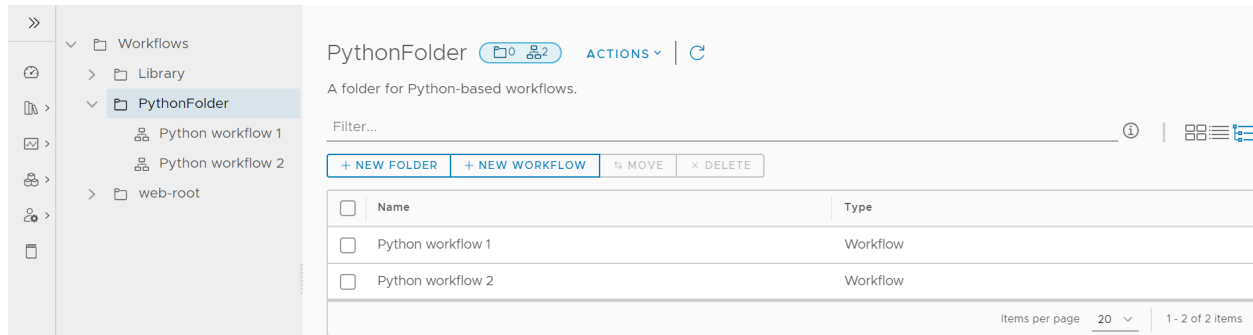 Workflows
Library
PythonFolder
Python workflow 1
Python workflow 2
web-root
PythonFolder 0 2 ACTIONS
A folder for Python-based workflows.
Filter...
+ NEW FOLDER + NEW WORKFLOW MOVE × DELETE
Name Type
Python workflow 1 Workflow
Python workflow 2 Workflow
Items per page 20 1 - 2 of 2 items